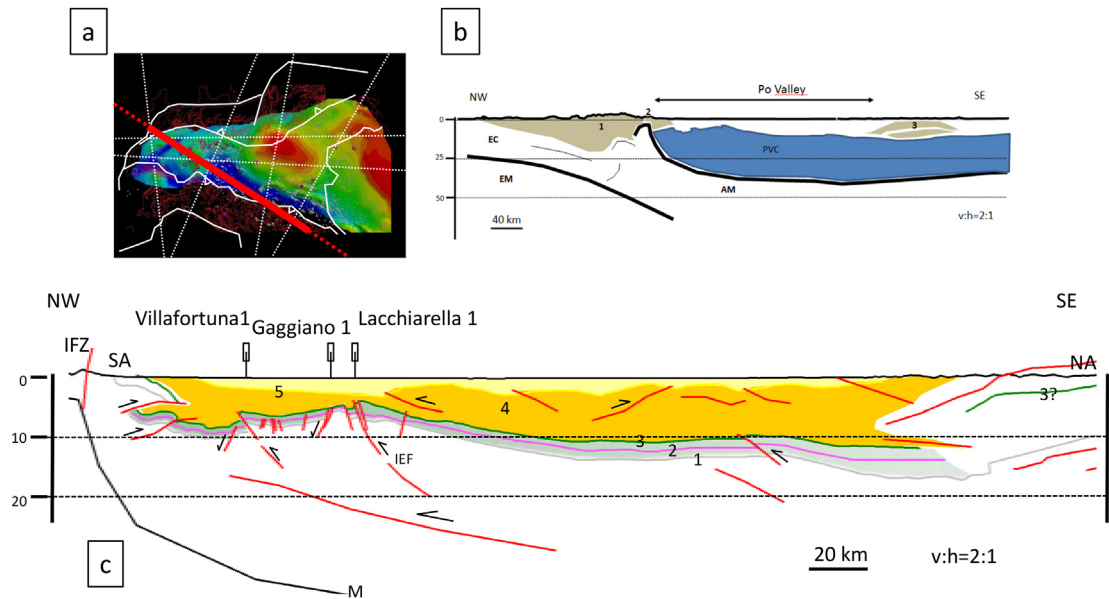 a
b
Po Valley
NW
SE
0
1
2
3
EC
PVC
25
EM
AM
50
40 km
v:h=2:1
NW
SE
Villafortuna1
Gaggiano 1
Lacchiarella 1
IFZ
SA
NA
0
5
4
3?
10
3
2
1
IEF
20
20 km
v:h=2:1
c
M